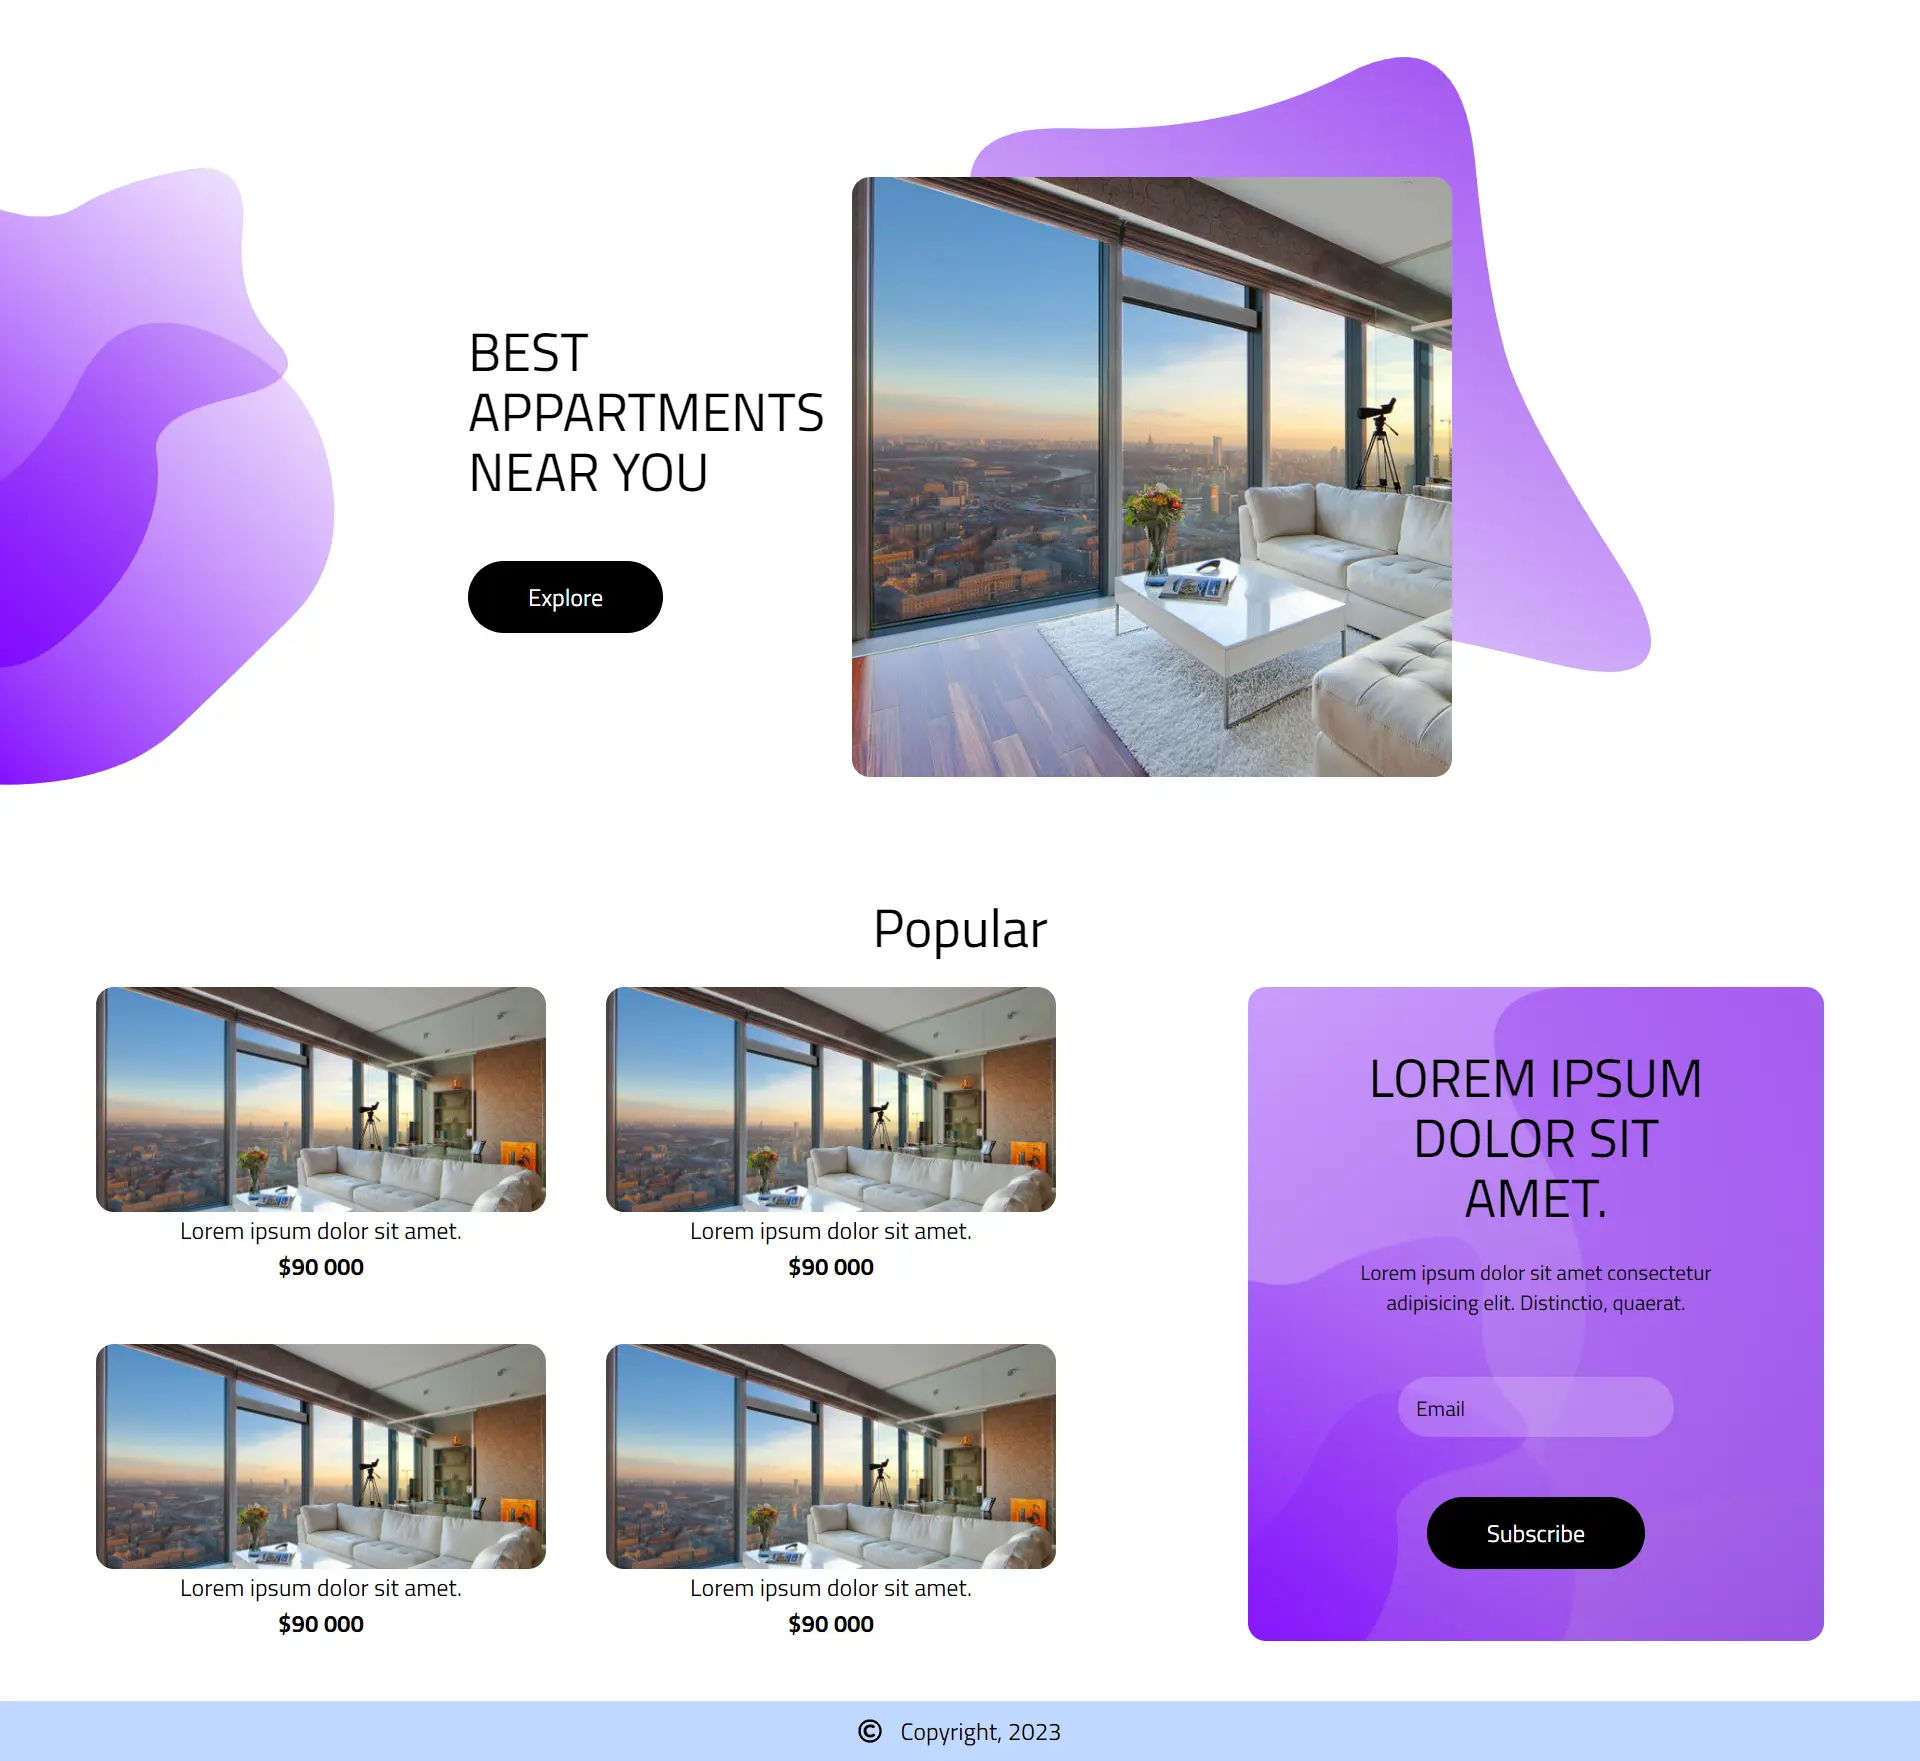 BEST
APPARTMENTS
NEAR YOU
Explore
Popular
Lorem ipsum dolor sit amet.
$90 000
Lorem ipsum dolor sit amet.
$90 000
Lorem ipsum dolor sit amet.
$90 000
Lorem ipsum dolor sit amet.
$90 000
LOREM IPSUM
DOLOR SIT
AMET.
Lorem ipsum dolor sit amet consectetur
adipisicing elit. Distinctio, quaerat.
Email
Subscribe
© Copyright, 2023